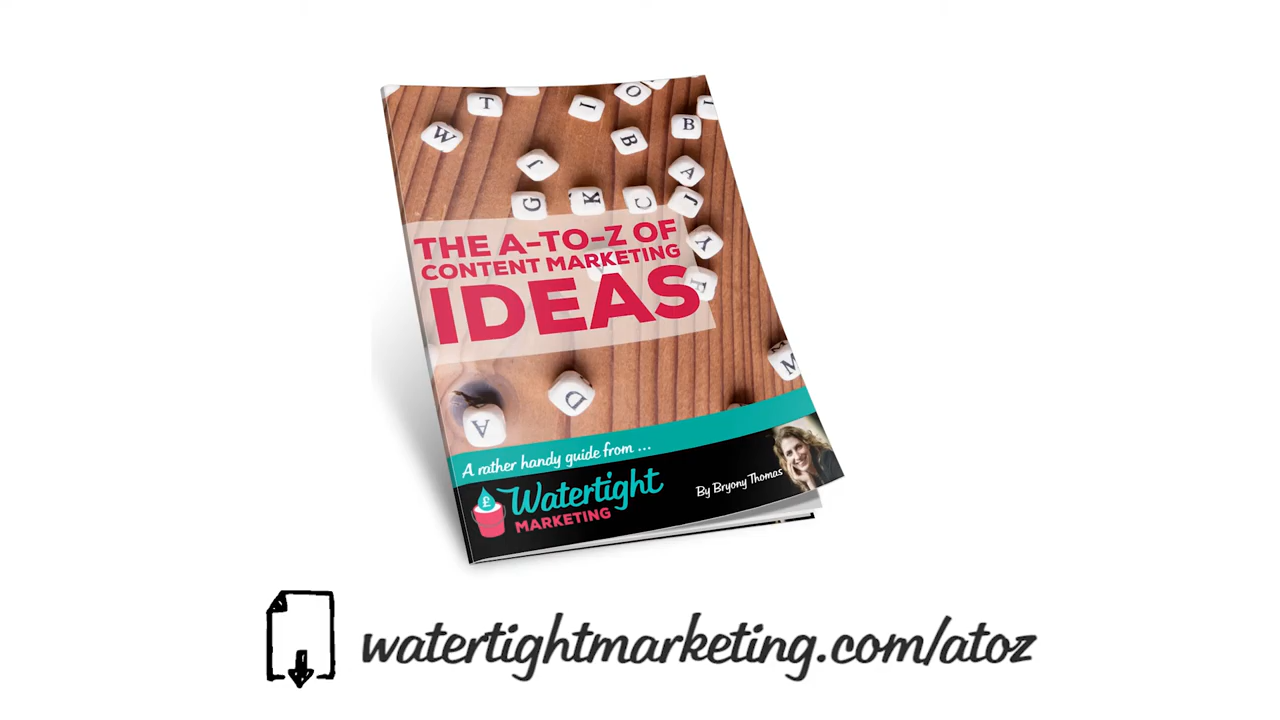 W
T
I
O
I
J
B
B
A
G
K
C
J
Y
A
F
THE A-TO-Z OF
CONTENT MARKETING
IDEAS
M
A
D
A rather handy guide from ...
£
Watertight
MARKETING
By Bryony Thomas
watertightmarketing.com/atoz